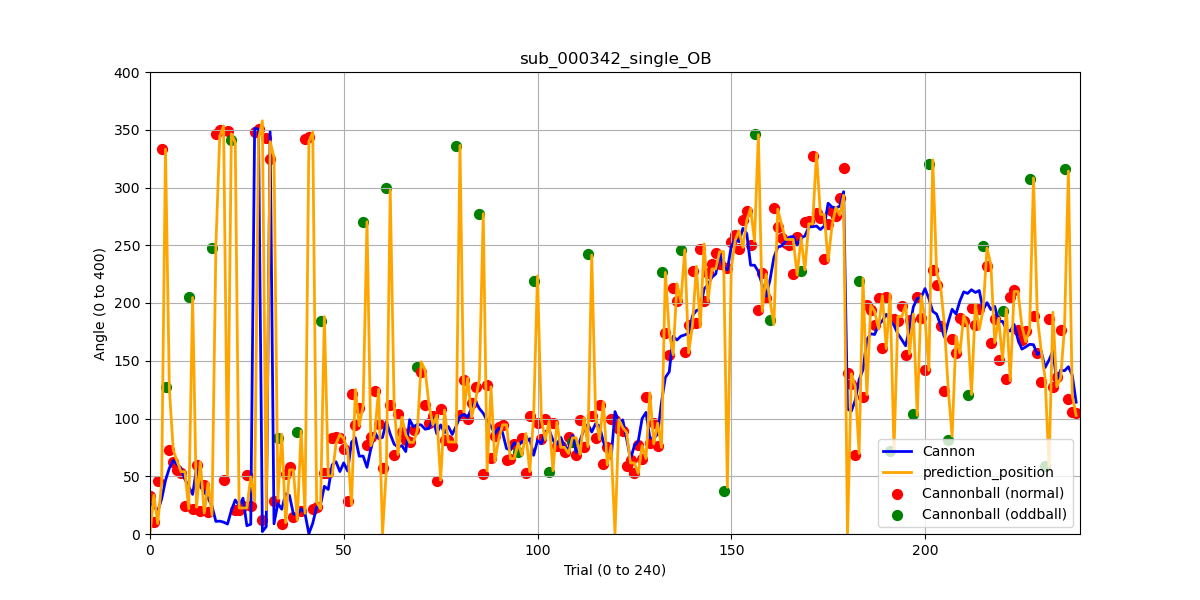 sub_000342_single_OB
400
350
300
250
200
150
100
50
0
Angle (0 to 400)
0
50
100
150
200
Trial (0 to 240)
Cannon
prediction_position
Cannonball (normal)
Cannonball (oddball)